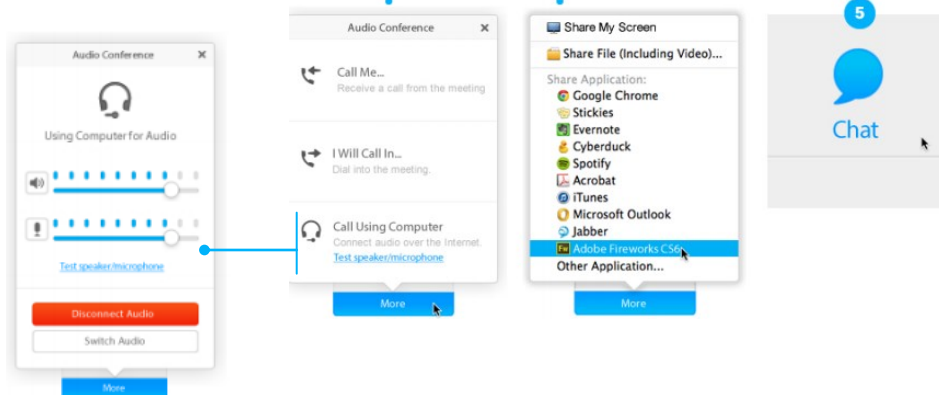 Audio Conference
Using Computer for Audio
Test speaker/microphone
Disconnect Audio
Switch Audio
More
Audio Conference
Call Me...
Receive a call from the meeting
I Will Call In...
Dial into the meeting.
Call Using Computer
Connect audio over the Internet.
Test speaker/microphone
More
Share My Screen
Share File (Including Video)...
Share Application:
Google Chrome
Stickies
Evernote
Cyberduck
Spotify
Acrobat
iTunes
Microsoft Outlook
Jabber
Fw Adobe Fireworks CS6
Other Application...
More
5
Chat